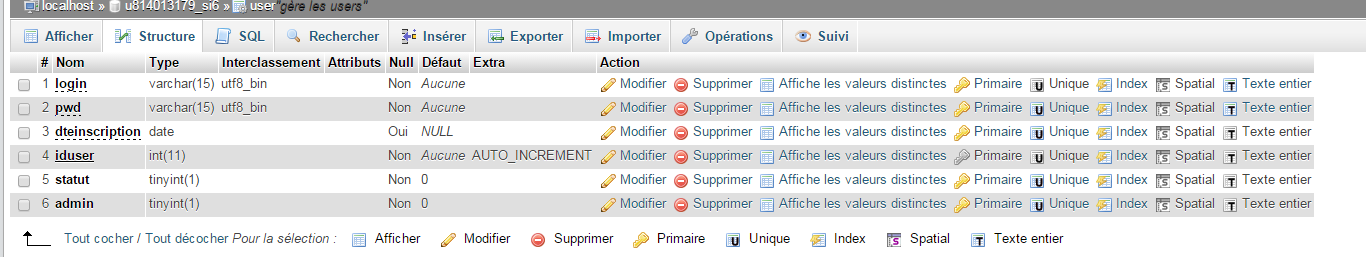 localhost » u814013179_si6 » user "gère les users"
Afficher Structure SQL Rechercher Insérer Exporter Importer Opérations Suivi
# Nom Type Interclassement Attributs Null Défaut Extra Action
1 login varchar(15) utf8_bin Non Aucune Modifier Supprimer Affiche les valeurs distinctes Primaire Unique Index Spatial Texte entier
2 pwd varchar(15) utf8_bin Non Aucune Modifier Supprimer Affiche les valeurs distinctes Primaire Unique Index Spatial Texte entier
3 dteinscription date Oui NULL Modifier Supprimer Affiche les valeurs distinctes Primaire Unique Index Spatial Texte entier
4 iduser int(11) Non Aucune AUTO_INCREMENT Modifier Supprimer Affiche les valeurs distinctes Primaire Unique Index Spatial Texte entier
5 statut tinyint(1) Non 0 Modifier Supprimer Affiche les valeurs distinctes Primaire Unique Index Spatial Texte entier
6 admin tinyint(1) Non 0 Modifier Supprimer Affiche les valeurs distinctes Primaire Unique Index Spatial Texte entier
Tout cocher / Tout décocher Pour la sélection : Afficher Modifier Supprimer Primaire Unique Index Spatial Texte entier